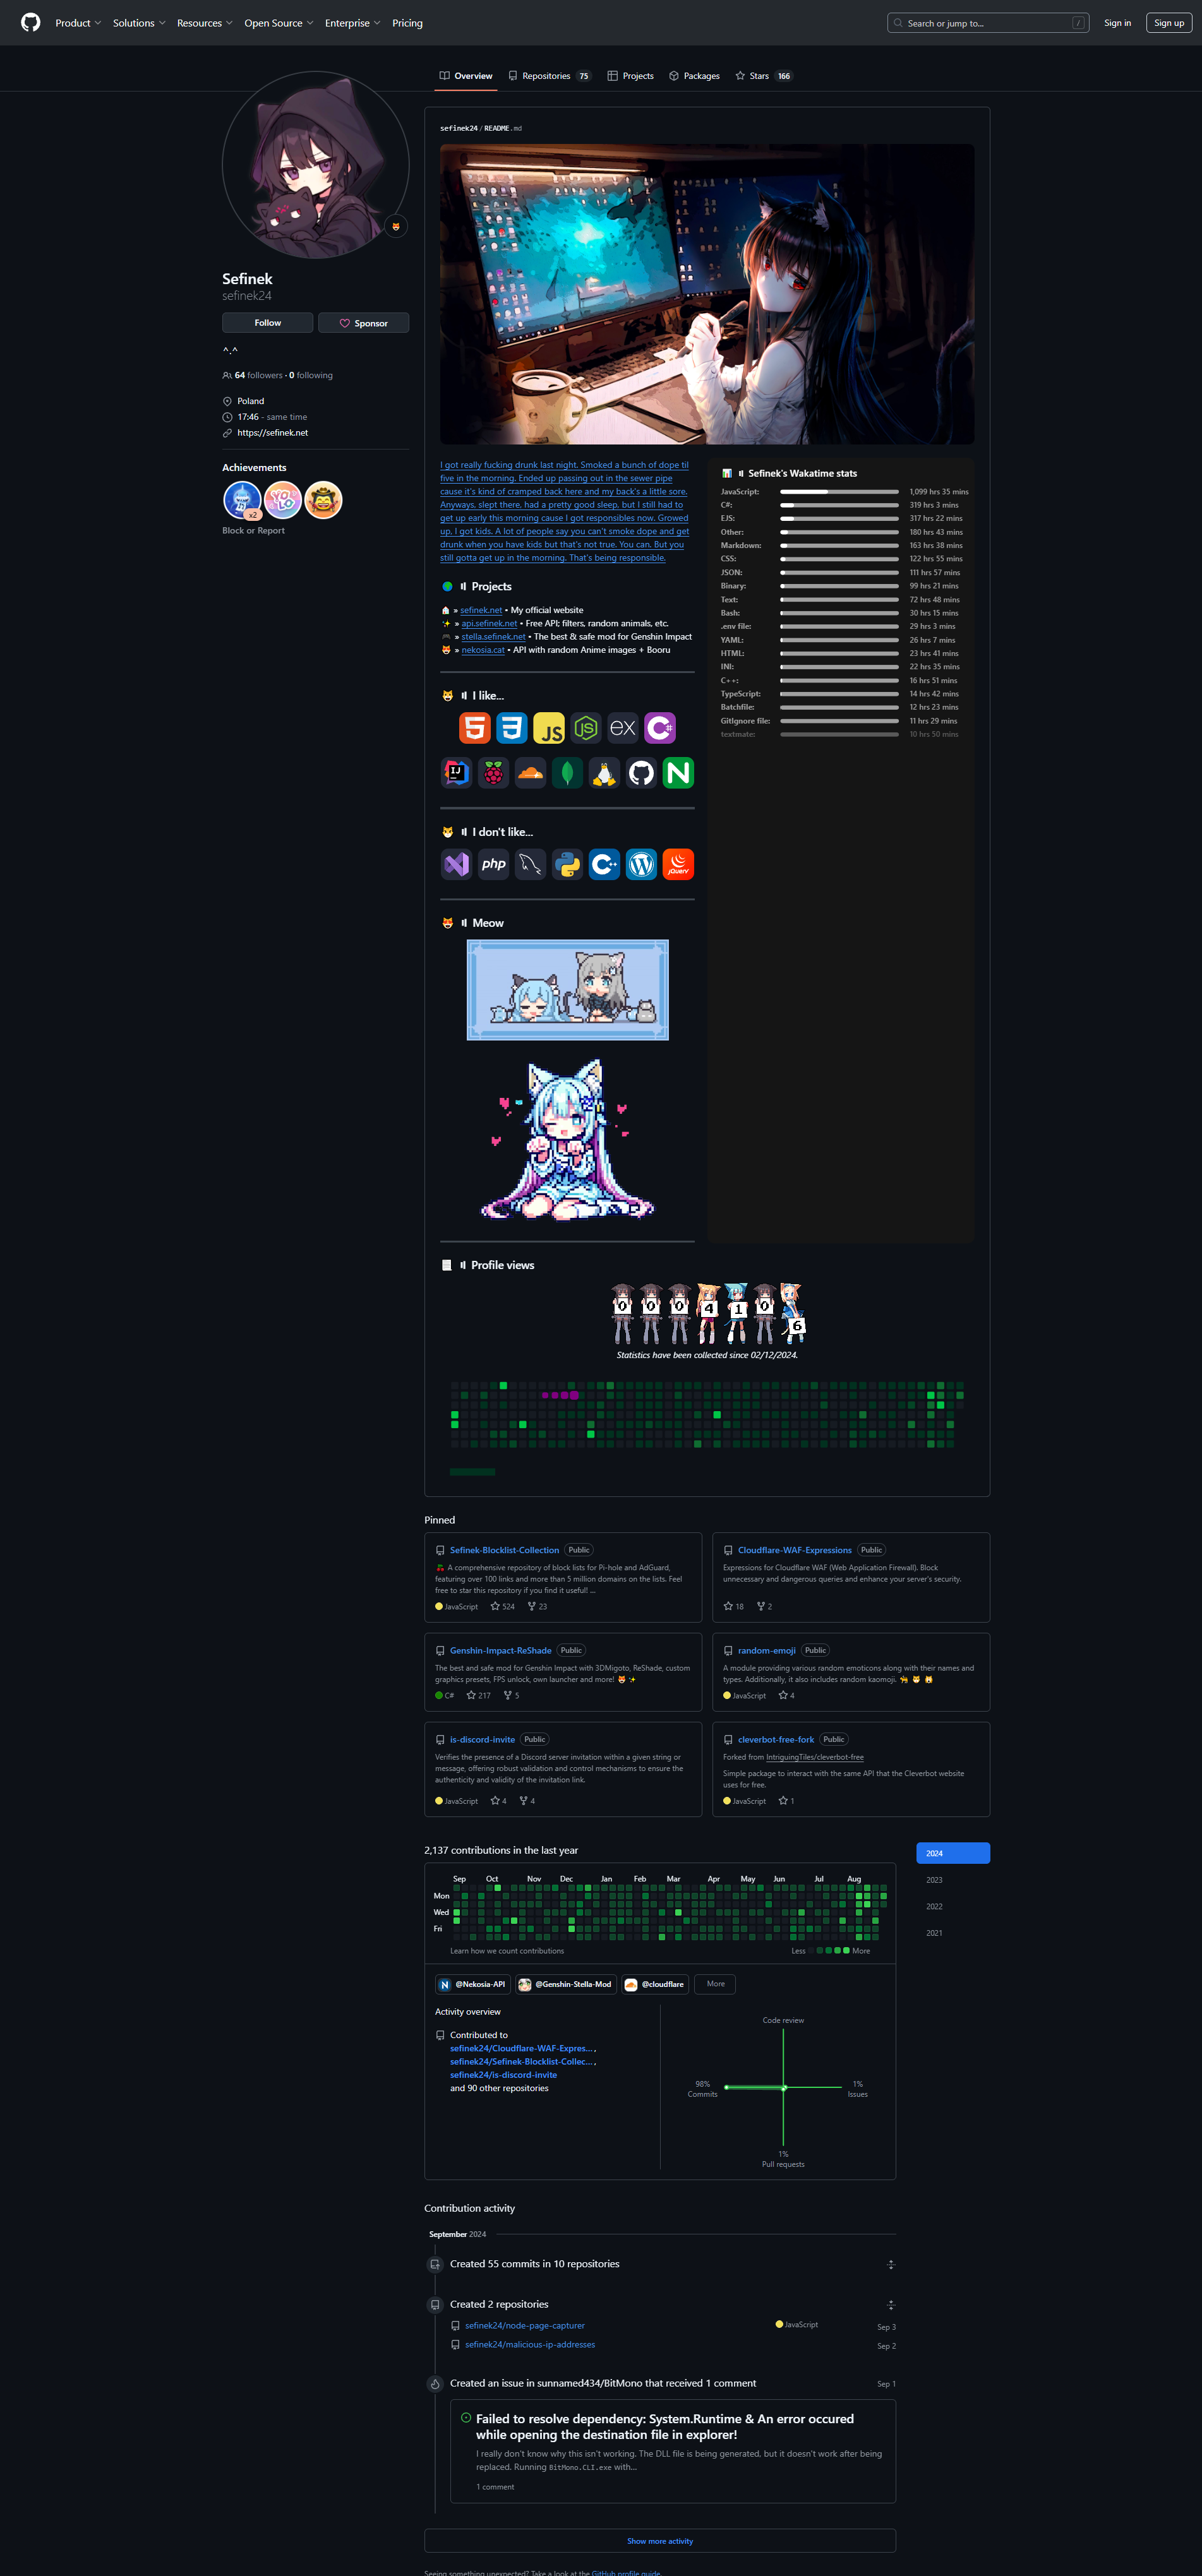 Product Solutions Resources Open Source Enterprise Pricing
Search or jump to... /
Sign in
Sign up
Overview Repositories 75 Projects Packages Stars 166
Sefinek
sefinek24
Follow
Sponsor
^.^
64 followers · 0 following
Poland
17:46 - same time
https://sefinek.net
Achievements
x2
YOLO
Block or Report
sefinek24 / README.md
I got really fucking drunk last night. Smoked a bunch of dope til
five in the morning. Ended up passing out in the sewer pipe
cause it's kind of cramped back here and my back's a little sore.
Anyways, slept there, had a pretty good sleep, but I still had to
get up early this morning cause I got responsibles now. Growed
up. I got kids. A lot of people say you can't smoke dope and get
drunk when you have kids but that's not true. You can. But you
still gotta get up in the morning. That's being responsible.
Projects
» sefinek.net • My official website
» api.sefinek.net • Free API; filters, random animals, etc.
» stella.sefinek.net • The best & safe mod for Genshin Impact
» nekosia.cat • API with random Anime images + Booru
I like...
JS
JS
ex
C#
IJ
PC
N
I don't like...
php
C++
jQuery
Meow
Sefinek's Wakatime stats
JavaScript: 1,099 hrs 35 mins
C#: 319 hrs 3 mins
EJS: 317 hrs 22 mins
Other: 180 hrs 43 mins
Markdown: 163 hrs 38 mins
CSS: 122 hrs 55 mins
JSON: 111 hrs 57 mins
Binary: 99 hrs 21 mins
Text: 72 hrs 48 mins
Bash: 30 hrs 15 mins
.env file: 29 hrs 3 mins
YAML: 26 hrs 7 mins
HTML: 23 hrs 41 mins
INI: 22 hrs 35 mins
C++: 16 hrs 51 mins
TypeScript: 14 hrs 42 mins
Batchfile: 12 hrs 23 mins
GitIgnore file: 11 hrs 29 mins
textmate: 10 hrs 50 mins
Profile views
0 0 0 4 1 0 6
Statistics have been collected since 02/12/2024.
Pinned
Sefinek-Blocklist-Collection Public
A comprehensive repository of block lists for Pi-hole and AdGuard,
featuring over 100 links and more than 5 million domains on the lists. Feel
free to star this repository if you find it useful! ...
JavaScript 524 23
Cloudflare-WAF-Expressions Public
Expressions for Cloudflare WAF (Web Application Firewall). Block
unnecessary and dangerous queries and enhance your server's security.
18 2
Genshin-Impact-ReShade Public
The best and safe mod for Genshin Impact with 3DMigoto, ReShade, custom
graphics presets, FPS unlock, own launcher and more!
C# 217 5
random-emoji Public
A module providing various random emoticons along with their names and
types. Additionally, it also includes random kaomoji.
JavaScript 4
is-discord-invite Public
Verifies the presence of a Discord server invitation within a given string or
message, offering robust validation and control mechanisms to ensure the
authenticity and validity of the invitation link.
JavaScript 4 4
cleverbot-free-fork Public
Forked from IntriguingTiles/cleverbot-free
Simple package to interact with the same API that the Cleverbot website
uses for free.
JavaScript 1
2,137 contributions in the last year
2024
2023
2022
2021
Sep Oct Nov Dec Jan Feb Mar Apr May Jun Jul Aug
Mon
Wed
Fri
Learn how we count contributions
Less More
@Nekosia-API @Genshin-Stella-Mod @cloudflare More
Activity overview
Contributed to
sefinek24/Cloudflare-WAF-Expres... ,
sefinek24/Sefinek-Blocklist-Collec... ,
sefinek24/is-discord-invite
and 90 other repositories
Code review
98%
Commits
1%
Issues
1%
Pull requests
Contribution activity
September 2024
Created 55 commits in 10 repositories
Created 2 repositories
sefinek24/node-page-capturer JavaScript Sep 3
sefinek24/malicious-ip-addresses Sep 2
Created an issue in sunnamed434/BitMono that received 1 comment Sep 1
Failed to resolve dependency: System.Runtime & An error occured
while opening the destination file in explorer!
I really don't know why this isn't working. The DLL file is being generated, but it doesn't work after being
replaced. Running BitMono.CLI.exe with...
1 comment
Show more activity
Seeing something unexpected? Take a look at the GitHub profile guide.